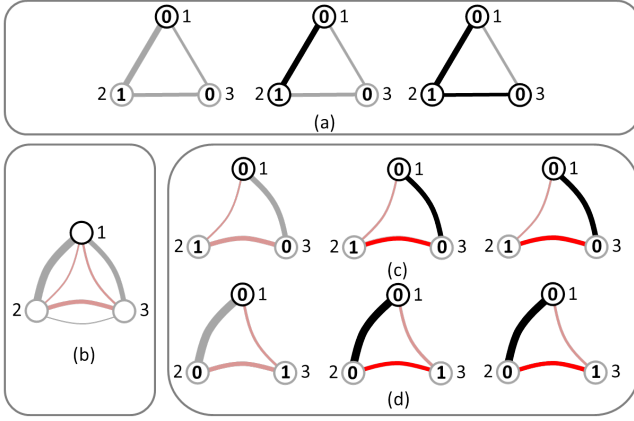 0 1 0 1 0 1
2 1 0 3 2 1 0 3 2 1 0 3
(a)
1
2 3
(b)
0 1 0 1 0 1
2 1 0 3 2 1 0 3 2 1 0 3
(c)
0 1 0 1 0 1
2 0 1 3 2 0 1 3 2 0 1 3
(d)